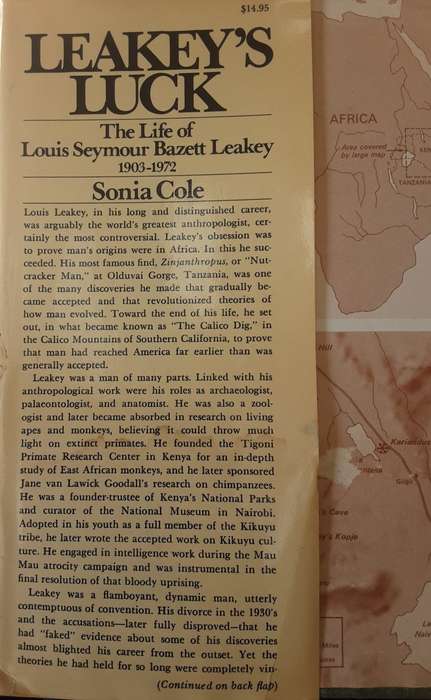 $14.95
LEAKEY'S
LUCK
The Life of
Louis Seymour Bazett Leakey
1903-1972
Sonia Cole
Louis Leakey, in his long and distinguished career,
was arguably the world's greatest anthropologist, cer-
tainly the most controversial. Leakey's obsession was
to prove man's origins were in Africa. In this he suc-
ceeded. His most famous find, Zinjanthropus, or "Nut-
cracker Man," at Olduvai Gorge, Tanzania, was one
of the many discoveries he made that gradually be-
came accepted and that revolutionized theories of
how man evolved. Toward the end of his life, he set
out, in what became known as "The Calico Dig," in
the Calico Mountains of Southern California, to prove
that man had reached America far earlier than was
generally accepted.
Leakey was a man of many parts. Linked with his
anthropological work were his roles as archaeologist,
palaeontologist, and anatomist. He was also a zool-
ogist and later became absorbed in research on living
apes and monkeys, believing it could throw much
light on extinct primates. He founded the Tigoni
Primate Research Center in Kenya for an in-depth
study of East African monkeys, and he later sponsored
Jane van Lawick Goodall's research on chimpanzees.
He was a founder-trustee of Kenya's National Parks
and curator of the National Museum in Nairobi.
Adopted in his youth as a full member of the Kikuyu
tribe, he later wrote the accepted work on Kikuyu cul-
ture. He engaged in intelligence work during the Mau
Mau atrocity campaign and was instrumental in the
final resolution of that bloody uprising.
Leakey was a flamboyant, dynamic man, utterly
contemptuous of convention. His divorce in the 1930's
and the accusations—later fully disproved—that he
had "faked" evidence about some of his discoveries
almost blighted his career from the outset. Yet the
theories he had held for so long were completely vin-
(Continued on back flap)
AFRICA
Area covered
by large map
KEN
TANZANIA
Hill
Kariandus
Gilgil
's Cave
y's Kopje
La
Naiv
Miles